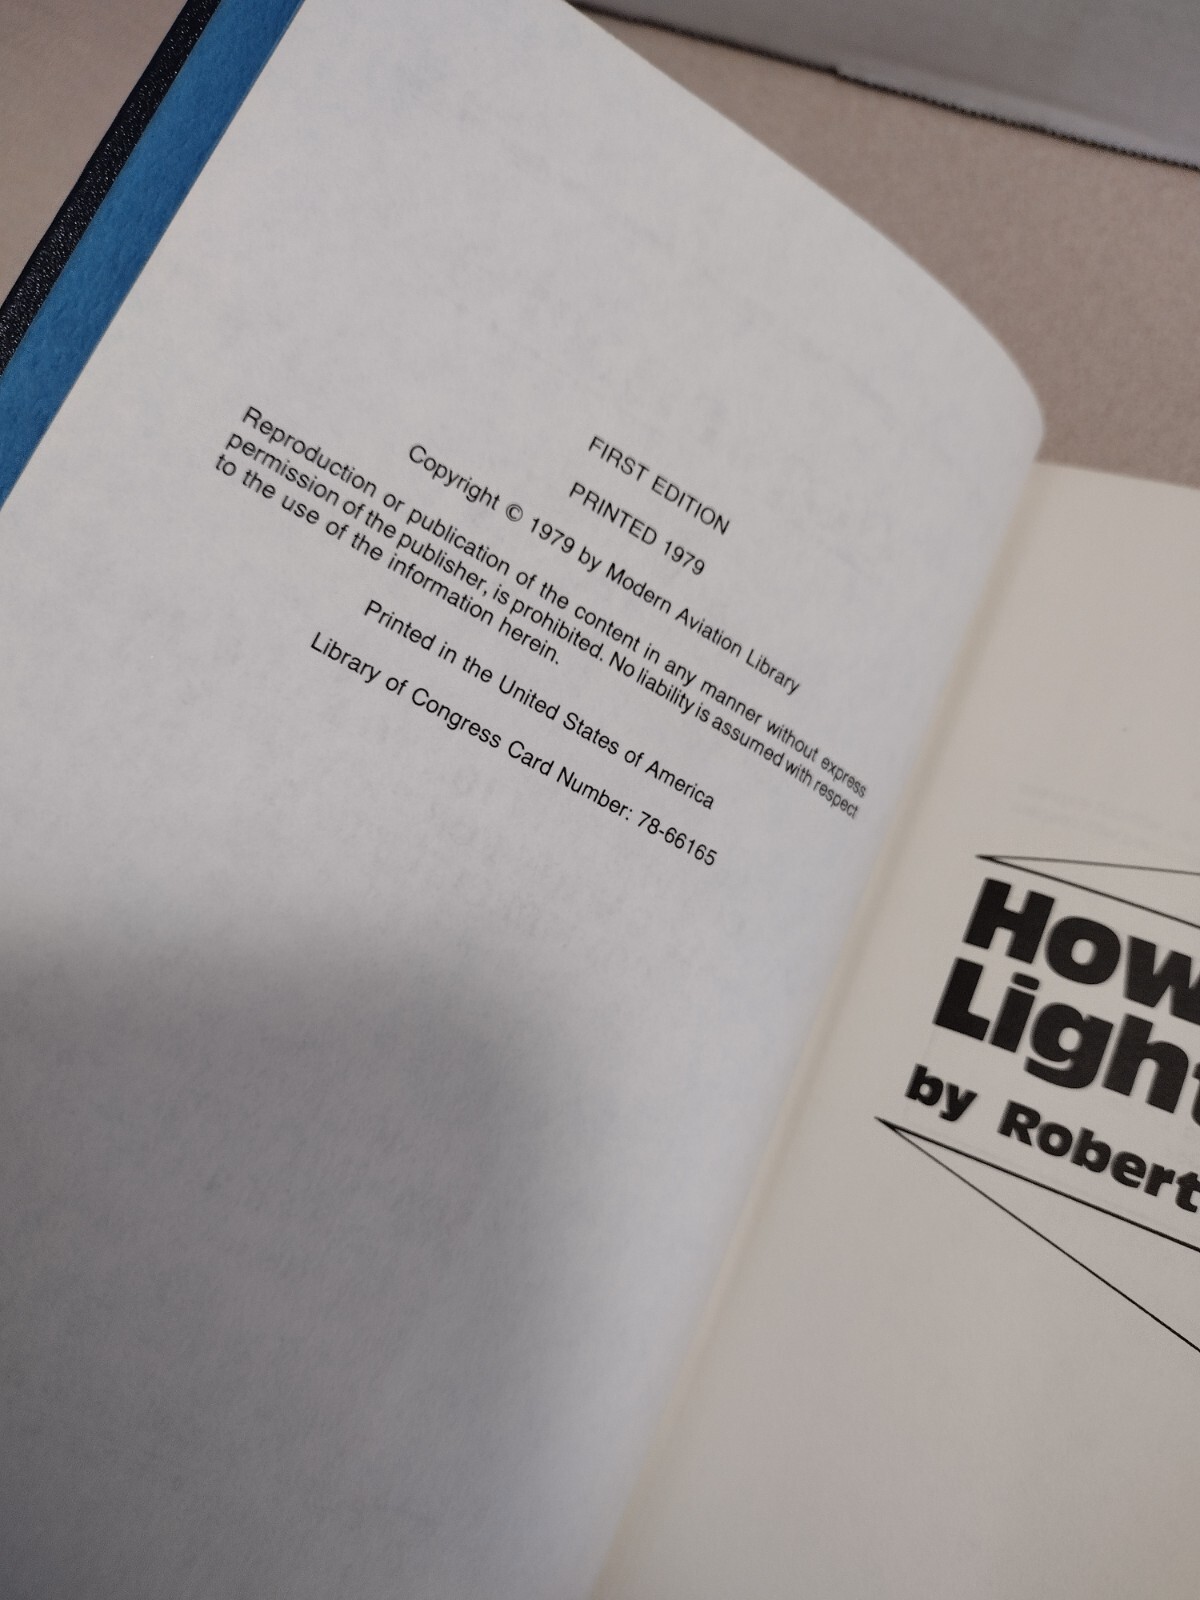 FIRST EDITION
PRINTED 1979
Copyright © 1979 by Modern Aviation Library
Reproduction or publication of the content in any manner without express
permission of the publisher, is prohibited. No liability is assumed with respect
to the use of the information herein.
Printed in the United States of America
Library of Congress Card Number: 78-66165
How
Light
by Robert